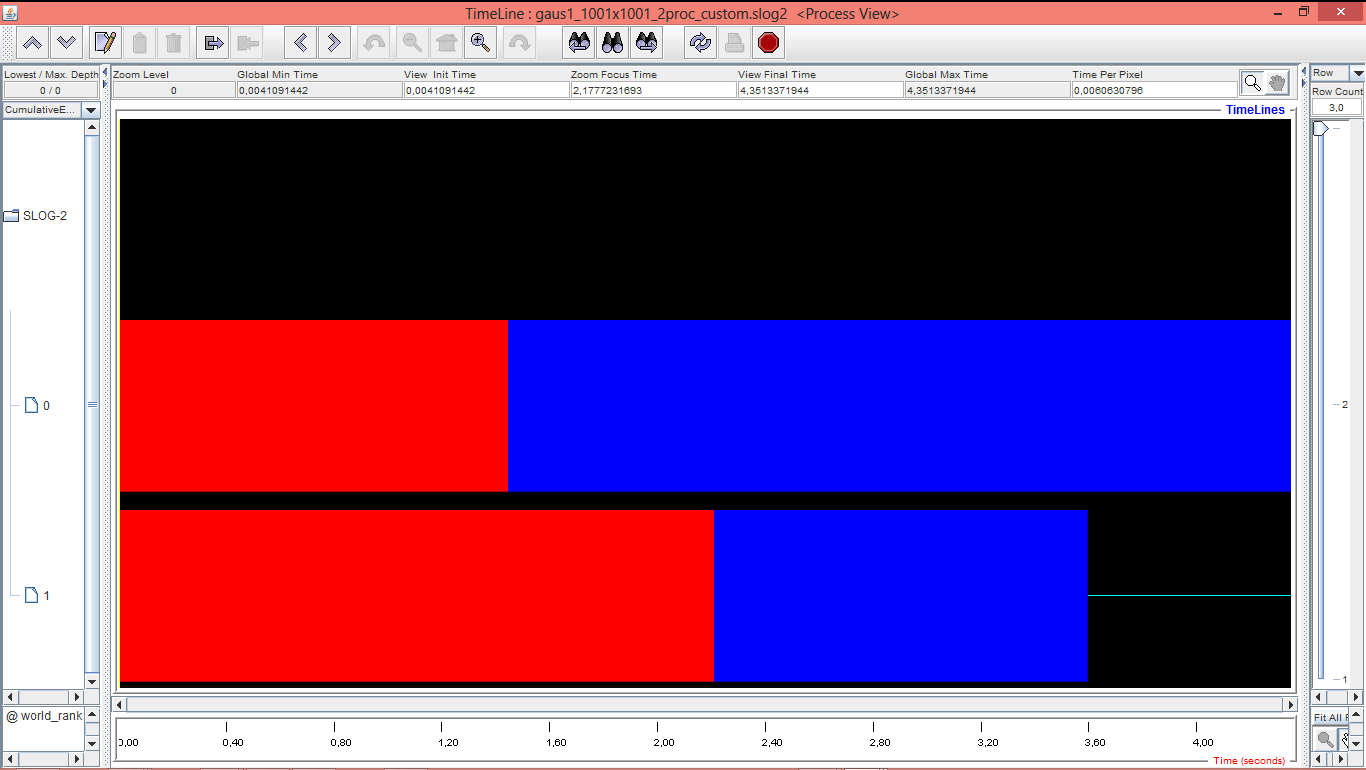 TimeLine : gaus1_1001x1001_2proc_custom.slog2 <Process View>
Lowest / Max. Depth
0 / 0
Zoom Level
0
Global Min Time
0,0041091442
View Init Time
0,0041091442
Zoom Focus Time
2,1777231693
View Final Time
4,3513371944
Global Max Time
4,3513371944
Time Per Pixel
0,0060630796
Row
Row Count
3,0
CumulativeE...
TimeLines
SLOG-2
0
1
2
1
@ world_rank
Fit All
0,00 0,40 0,80 1,20 1,60 2,00 2,40 2,80 3,20 3,60 4,00
Time (seconds)